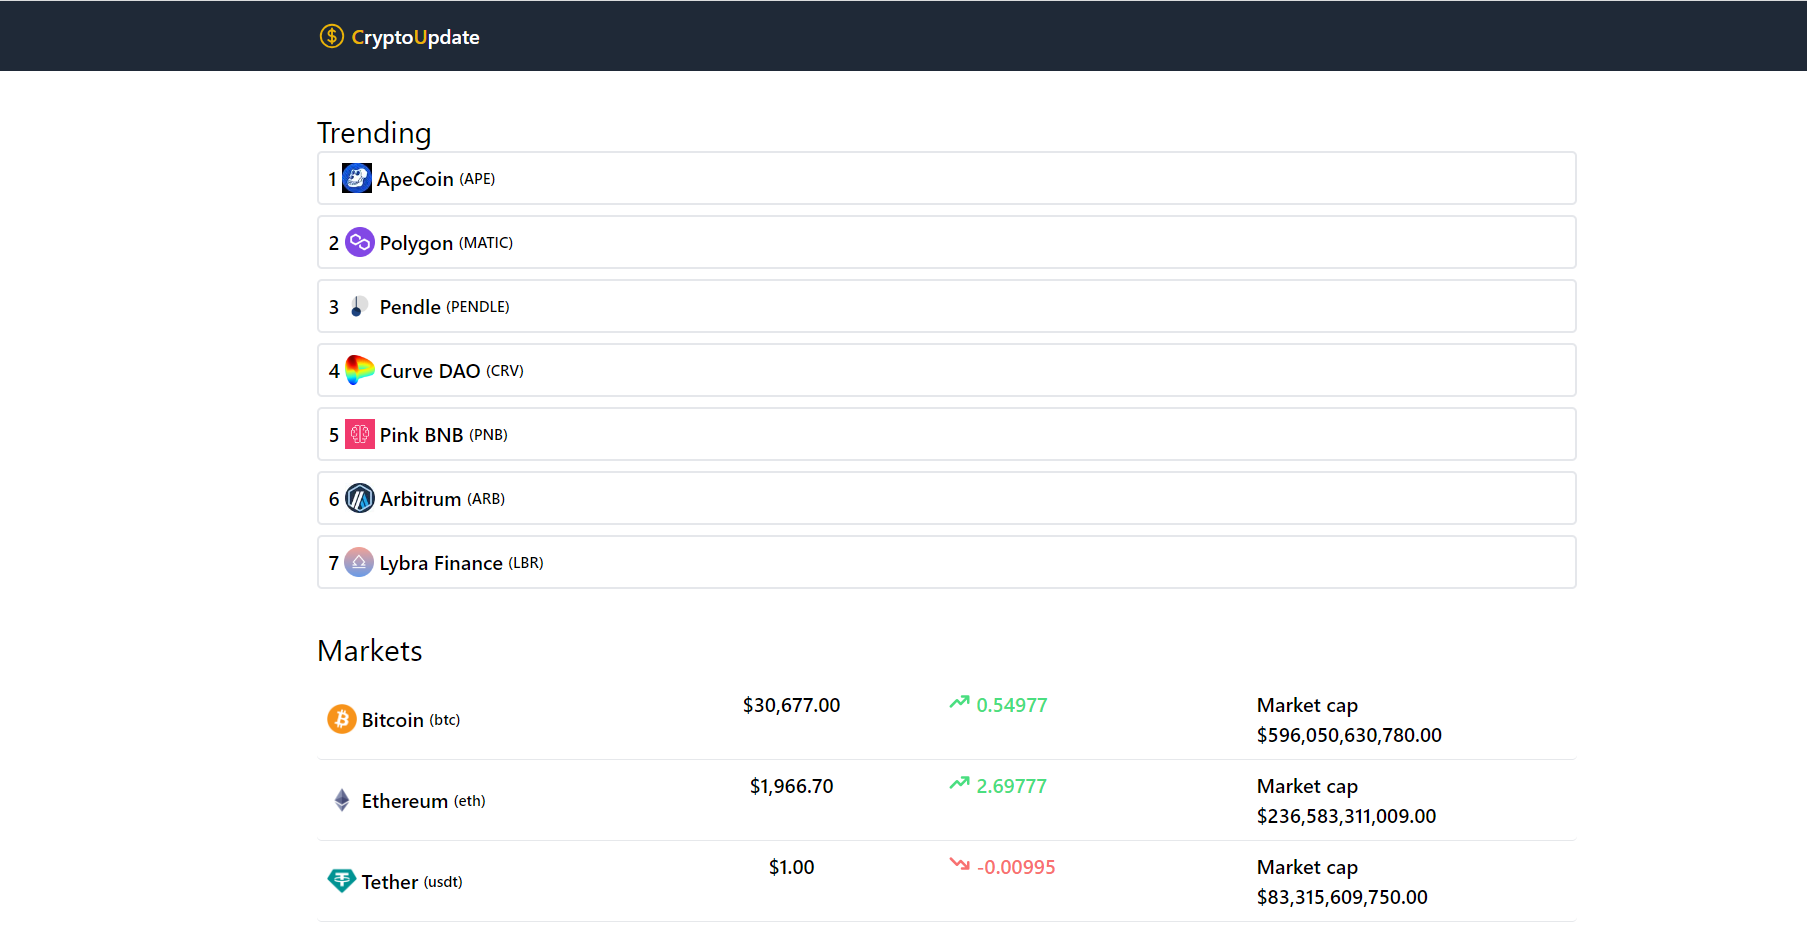 CryptoUpdate
Trending
1 ApeCoin (APE)
2 Polygon (MATIC)
3 Pendle (PENDLE)
4 Curve DAO (CRV)
5 Pink BNB (PNB)
6 Arbitrum (ARB)
7 Lybra Finance (LBR)
Markets
Bitcoin (btc) $30,677.00 0.54977 Market cap
$596,050,630,780.00
Ethereum (eth) $1,966.70 2.69777 Market cap
$236,583,311,009.00
Tether (usdt) $1.00 -0.00995 Market cap
$83,315,609,750.00